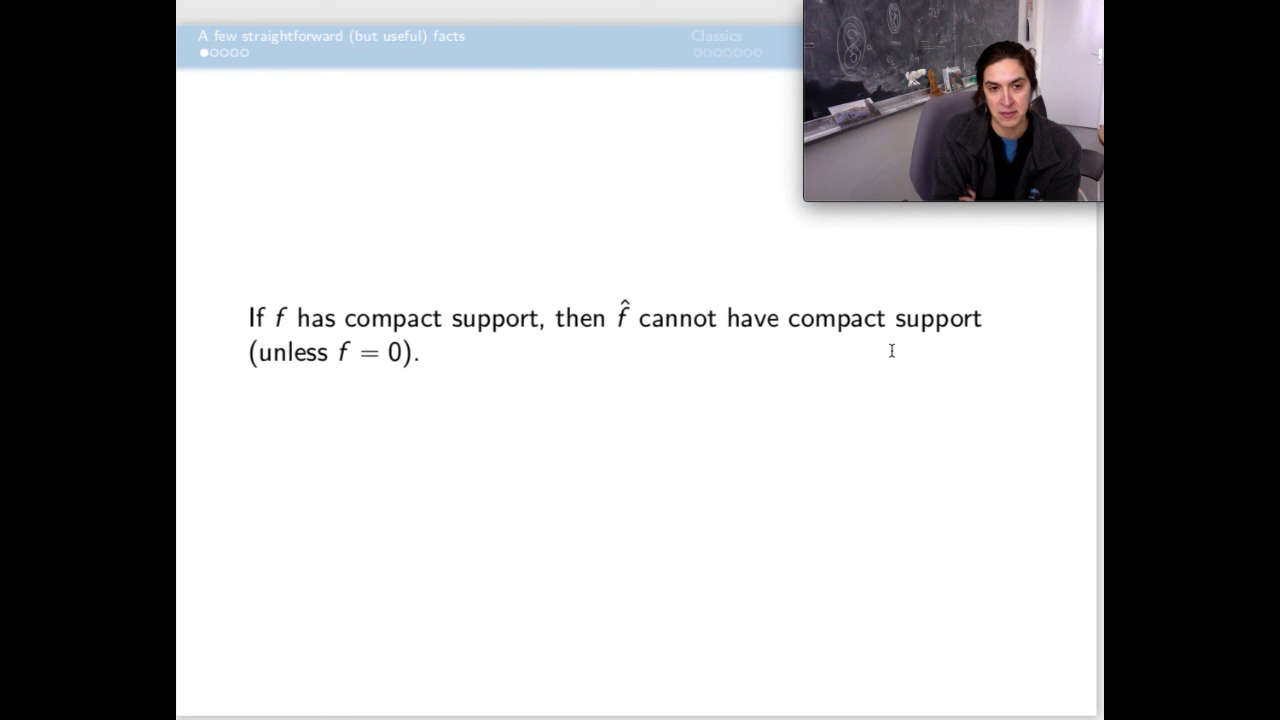 A few straightforward (but useful) facts
Classics
If f has compact support, then f̂ cannot have compact support
(unless f = 0).